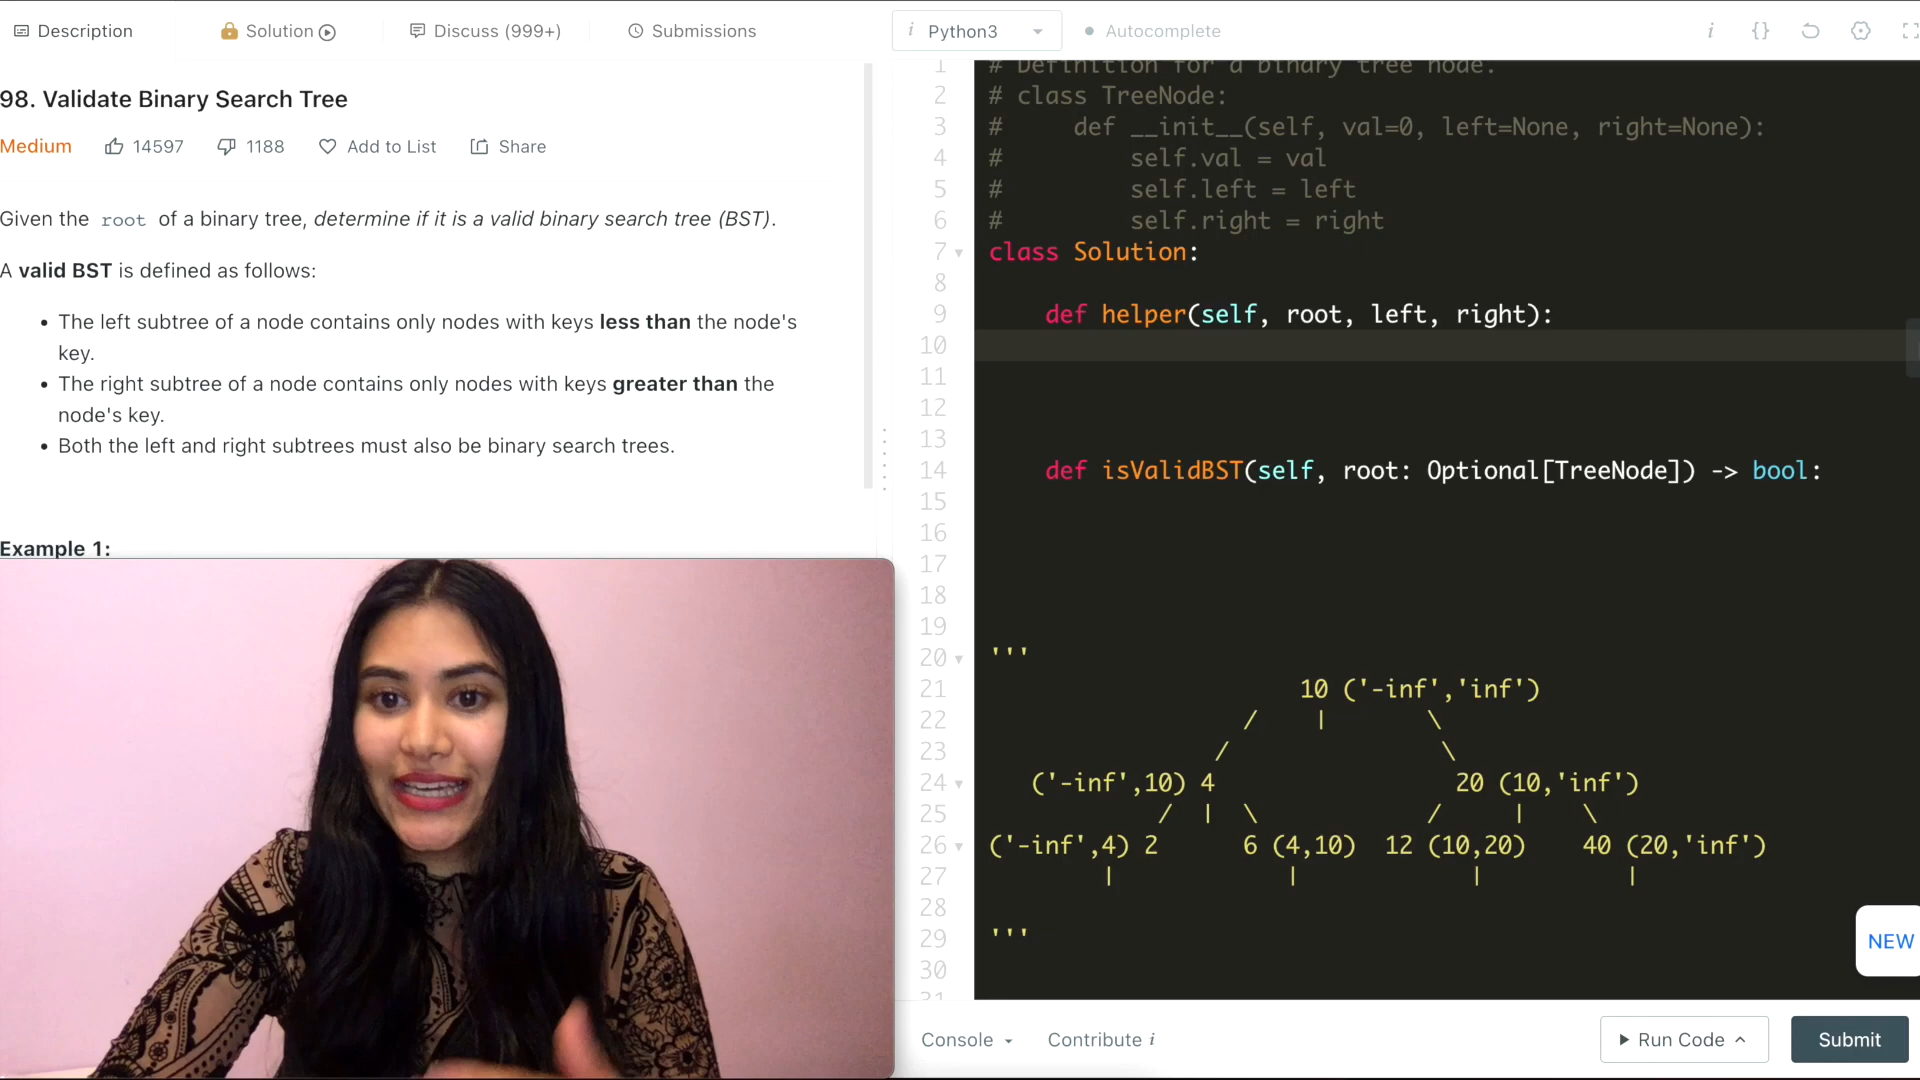 Description
Solution
Discuss (999+)
Submissions
i Python3
Autocomplete
i {}
98. Validate Binary Search Tree
Medium 14597 1188 Add to List Share
Given the root of a binary tree, determine if it is a valid binary search tree (BST).
A valid BST is defined as follows:
• The left subtree of a node contains only nodes with keys less than the node's
key.
• The right subtree of a node contains only nodes with keys greater than the
node's key.
• Both the left and right subtrees must also be binary search trees.
Example 1:
1 # Definition for a binary tree node.
2 # class TreeNode:
3 #     def __init__(self, val=0, left=None, right=None):
4 #         self.val = val
5 #         self.left = left
6 #         self.right = right
7 class Solution:
8
9     def helper(self, root, left, right):
10
11
12
13
14     def isValidBST(self, root: Optional[TreeNode]) -> bool:
15
16
17
18
19
20 '''
21                       10 ('-inf','inf')
22                   /    |       \
23                 /               \
24    ('-inf',10) 4                 20 (10,'inf')
25             /  |  \            /     |    \
26 ('-inf',4) 2      6 (4,10)  12 (10,20)    40 (20,'inf')
27         |            |            |          |
28
29 '''
30
31
NEW
Console
Contribute i
Run Code
Submit